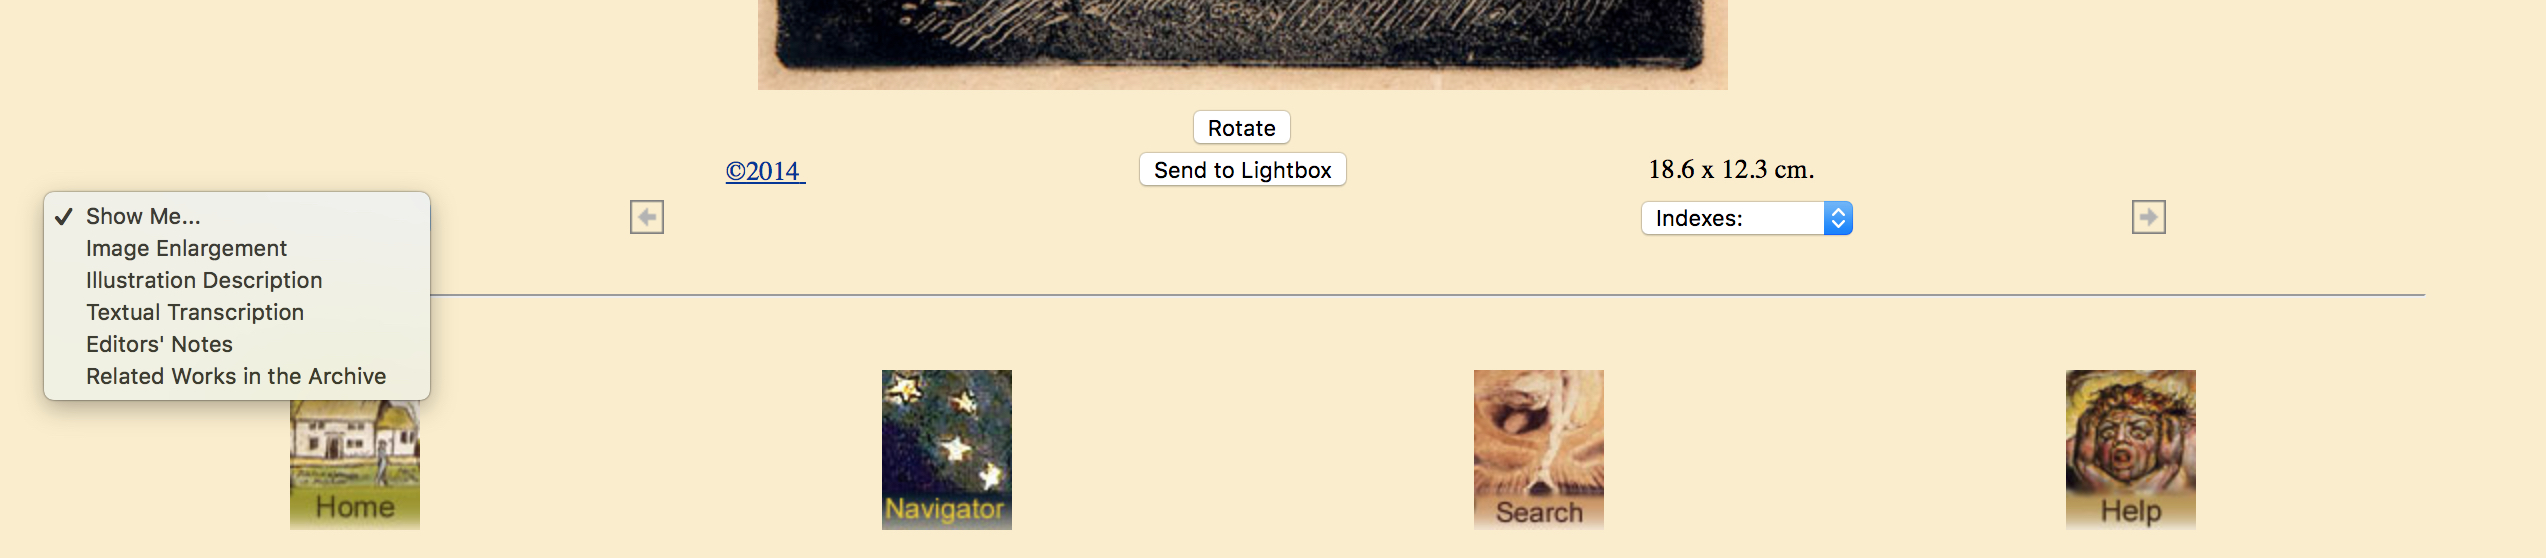 Rotate
©2014
Send to Lightbox
18.6 x 12.3 cm.
✓ Show Me...
Image Enlargement
Illustration Description
Textual Transcription
Editors' Notes
Related Works in the Archive
Indexes:
Home
Navigator
Search
Help